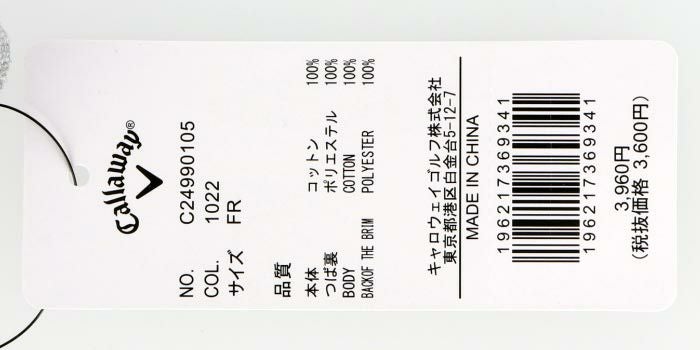 Callaway®
NO. C24990105
COL. 1022
サイズ FR
品質
本体 コットン 100%
つば裏 ポリエステル 100%
BODY COTTON 100%
BACKOF THE BRIM POLYESTER 100%
キャロウェイゴルフ株式会社
東京都港区白金台5-12-7
MADE IN CHINA
196217369341
196217369341
3,960円
(税抜価格 3,600円)